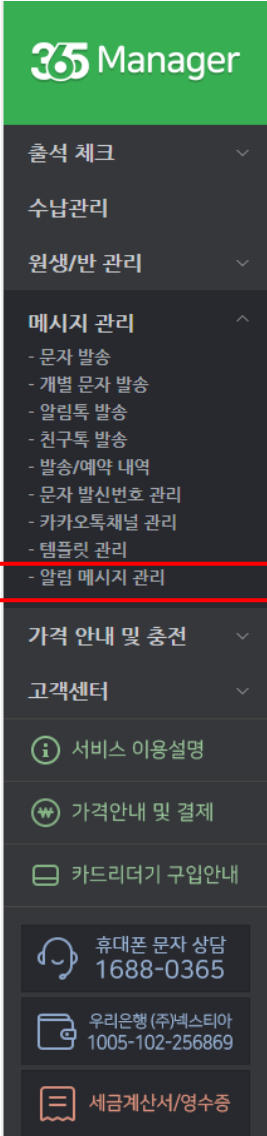 365 Manager
출석 체크
수납관리
원생/반 관리
메시지 관리
- 문자 발송
- 개별 문자 발송
- 알림톡 발송
- 친구톡 발송
- 발송/예약 내역
- 문자 발신번호 관리
- 카카오톡채널 관리
- 템플릿 관리
- 알림 메시지 관리
가격 안내 및 충전
고객센터
서비스 이용설명
가격안내 및 결제
카드리더기 구입안내
휴대폰 문자 상담
1688-0365
우리은행 (주)넥스티아
1005-102-256869
세금계산서/영수증